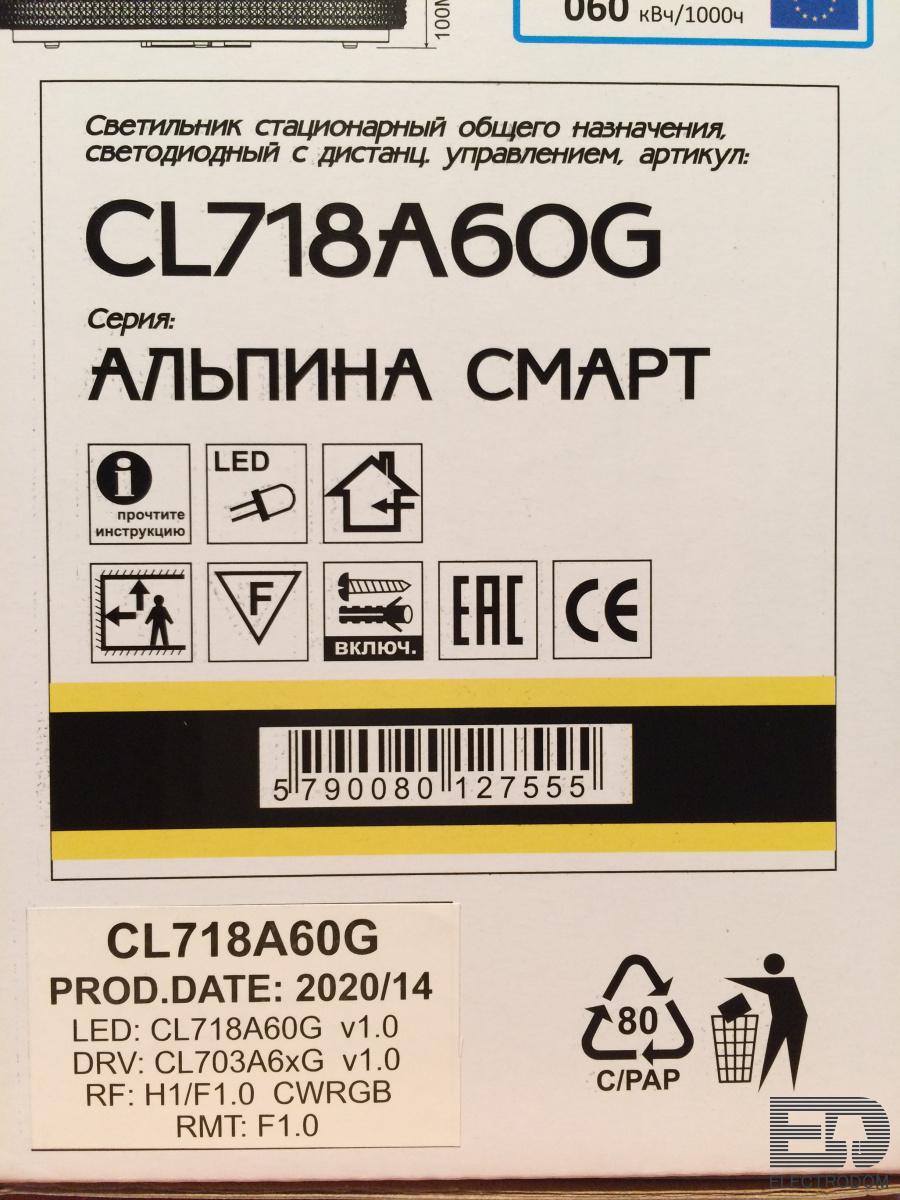 060 кВч/1000ч
Светильник стационарный общего назначения,
светодиодный с дистанц. управлением, артикул:
CL718A60G
Серия:
АЛЬПИНА СМАРТ
i
прочтите
инструкцию
LED
F
ВКЛЮЧ.
EAC
CE
5 790080 127555
CL718A60G
PROD.DATE: 2020/14
LED: CL718A60G v1.0
DRV: CL703A6xG v1.0
RF: H1/F1.0 CWRGB
RMT: F1.0
80
C/PAP
ELECTRODOM